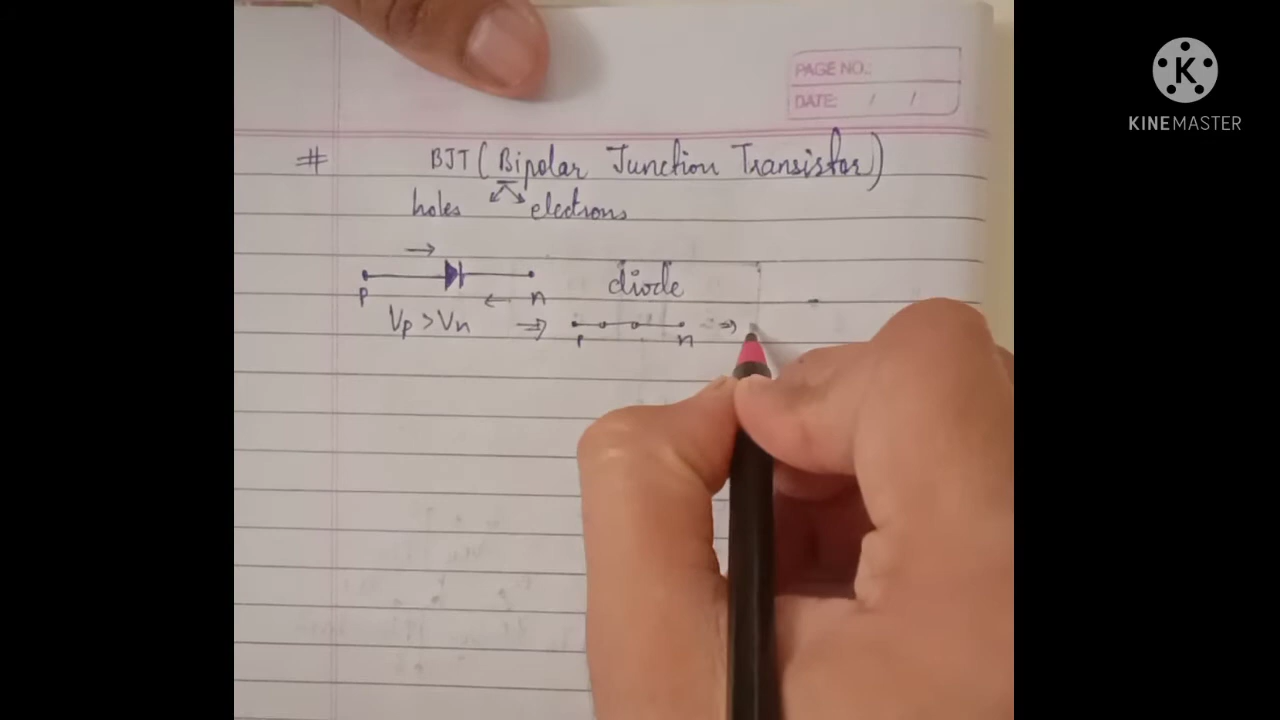 PAGE NO.:
DATE: / /
K
KINEMASTER
# BJT (Bipolar Junction Transistor)
holes electrons
p n diode
Vp > Vn ⇒ p n ⇒